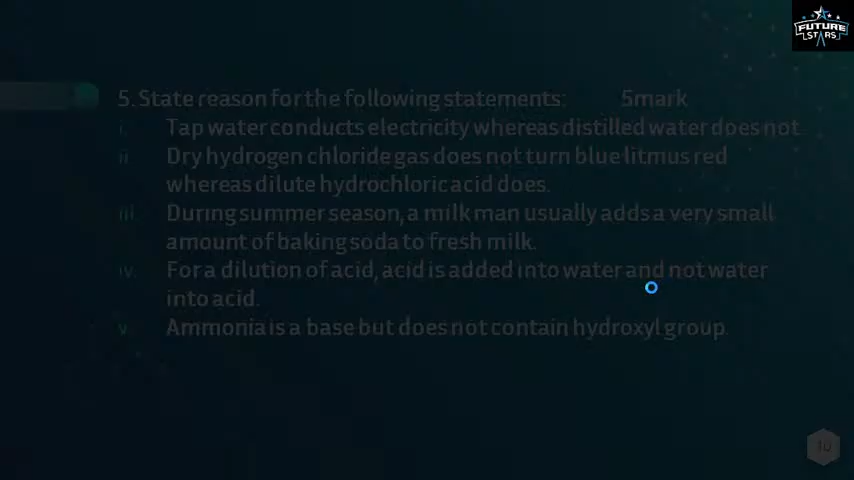 FUTURE
STARS
5. State reason for the following statements: 5mark
i. Tap water conducts electricity whereas distilled water does not.
ii. Dry hydrogen chloride gas does not turn blue litmus red
whereas dilute hydrochloric acid does.
iii. During summer season, a milk man usually adds a very small
amount of baking soda to fresh milk.
iv. For a dilution of acid, acid is added into water and not water
into acid.
v. Ammonia is a base but does not contain hydroxyl group.
10